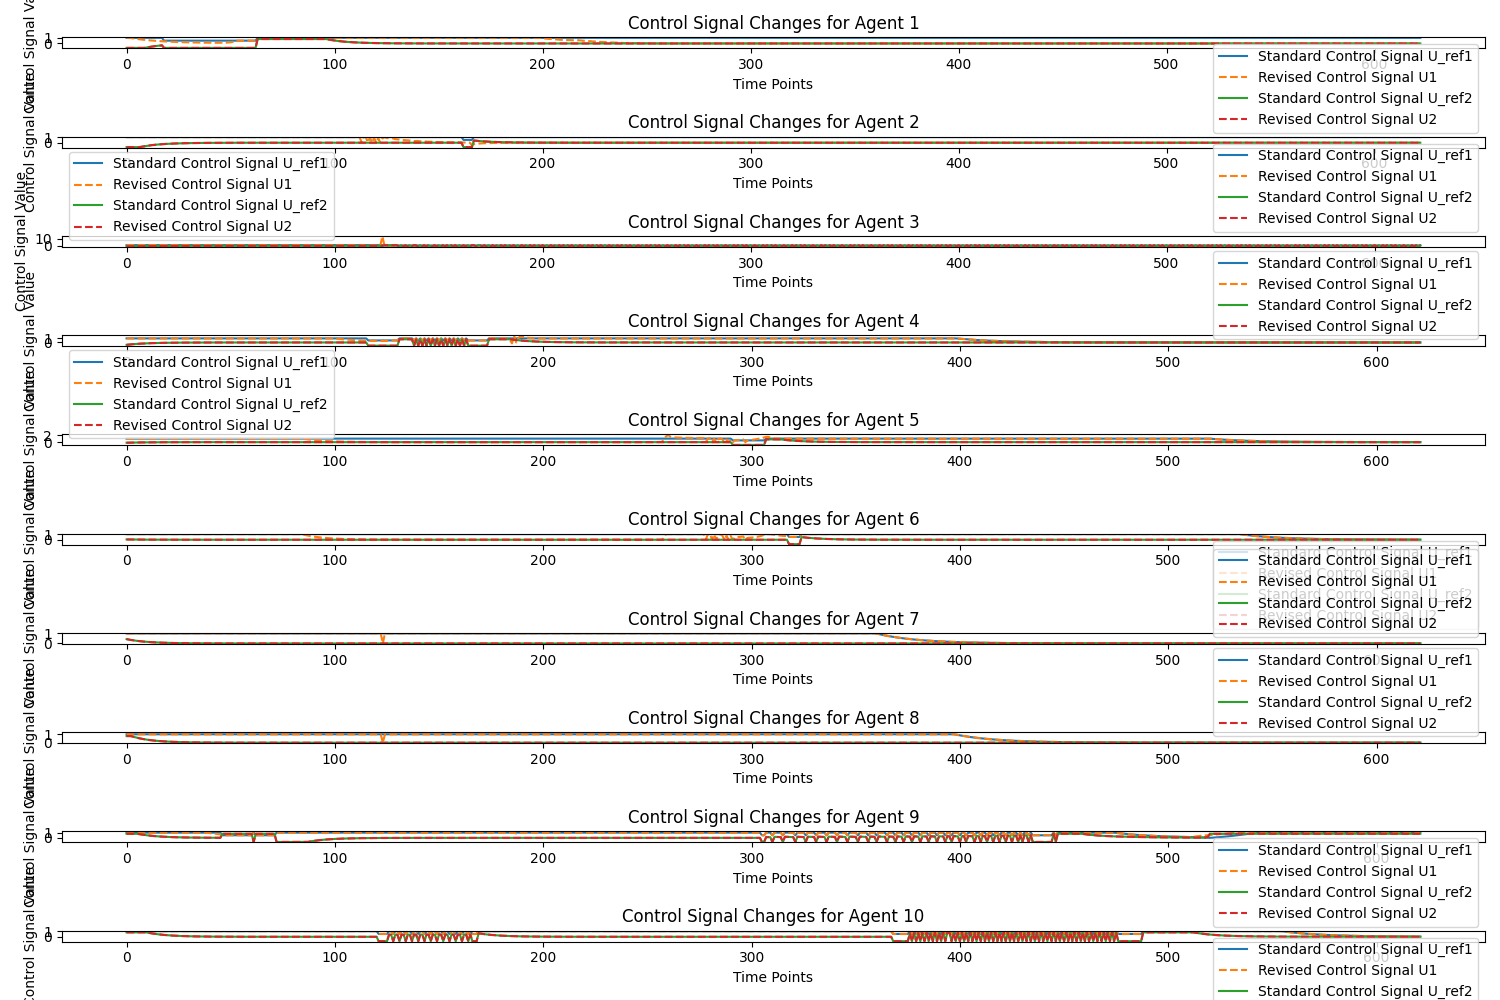 Control Signal Changes for Agent 1
1
0
0
100
200
300
400
500
600
Time Points
Standard Control Signal U_ref1
Revised Control Signal U1
Standard Control Signal U_ref2
Revised Control Signal U2
Control Signal Changes for Agent 2
1
0
100
200
300
400
500
600
Time Points
Standard Control Signal U_ref1
Revised Control Signal U1
Standard Control Signal U_ref2
Revised Control Signal U2
Standard Control Signal U_ref1
Revised Control Signal U1
Standard Control Signal U_ref2
Revised Control Signal U2
Control Signal Value
Control Signal Changes for Agent 3
10
0
0
100
200
300
400
500
Time Points
Standard Control Signal U_ref1
Revised Control Signal U1
Standard Control Signal U_ref2
Revised Control Signal U2
Control Signal Value
Control Signal Changes for Agent 4
1
0
100
200
300
400
500
600
Time Points
Standard Control Signal U_ref1
Revised Control Signal U1
Standard Control Signal U_ref2
Revised Control Signal U2
Control Signal Changes for Agent 5
2
0
0
100
200
300
400
500
600
Time Points
Control Signal Changes for Agent 6
1
0
0
100
200
300
400
500
Time Points
Standard Control Signal U_ref1
Revised Control Signal U1
Standard Control Signal U_ref2
Revised Control Signal U2
Control Signal Changes for Agent 7
1
0
0
100
200
300
400
500
Time Points
Standard Control Signal U_ref1
Revised Control Signal U1
Standard Control Signal U_ref2
Revised Control Signal U2
Control Signal Changes for Agent 8
1
0
0
100
200
300
400
500
600
Time Points
Control Signal Changes for Agent 9
1
0
0
100
200
300
400
500
600
Time Points
Standard Control Signal U_ref1
Revised Control Signal U1
Standard Control Signal U_ref2
Revised Control Signal U2
Control Signal Changes for Agent 10
1
0
0
100
200
300
400
500
600
Time Points
Standard Control Signal U_ref1
Revised Control Signal U1
Standard Control Signal U_ref2